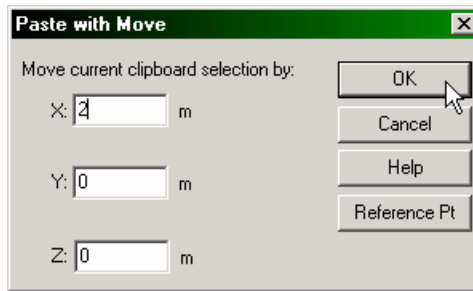 Paste with Move
Move current clipboard selection by:
X: 2 m
Y: 0 m
Z: 0 m
OK
Cancel
Help
Reference Pt